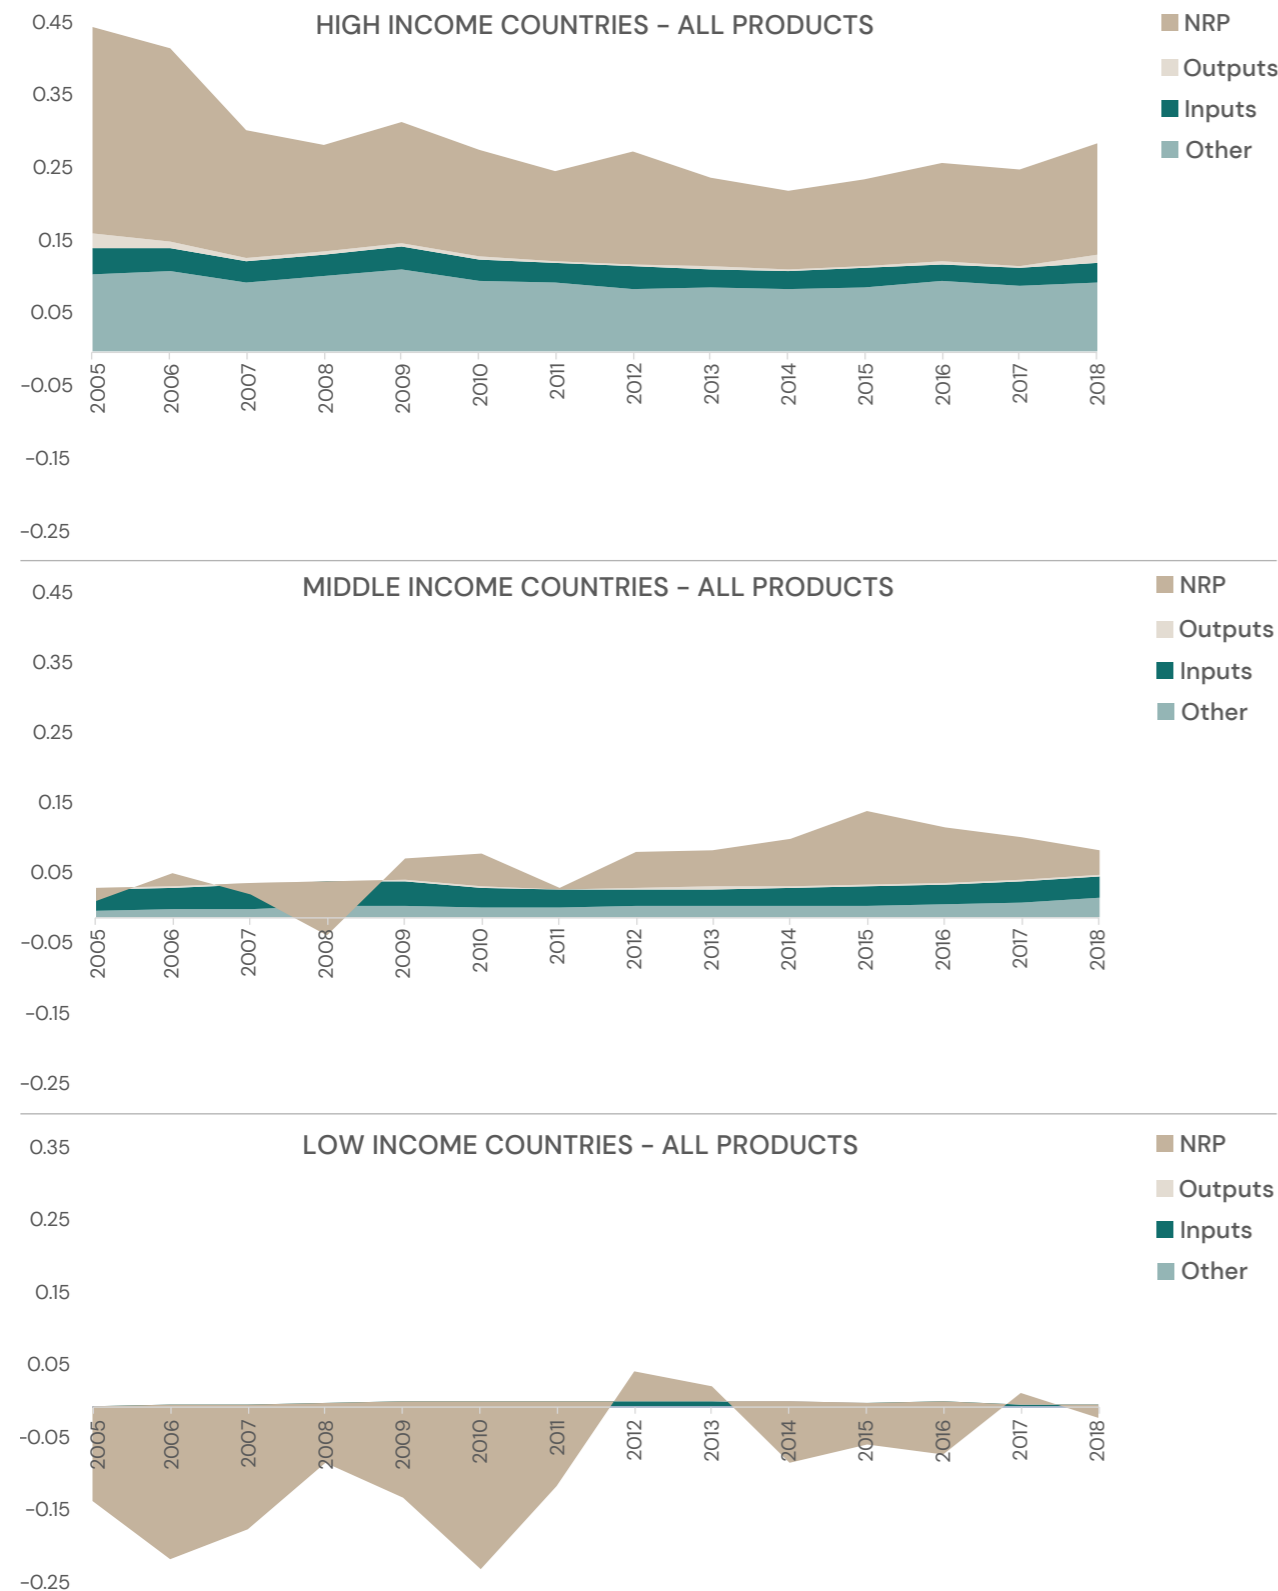 HIGH INCOME COUNTRIES – ALL PRODUCTS
0.45
0.35
0.25
0.15
0.05
-0.05
-0.15
-0.25
2005 2006 2007 2008 2009 2010 2011 2012 2013 2014 2015 2016 2017 2018
NRP
Outputs
Inputs
Other
MIDDLE INCOME COUNTRIES – ALL PRODUCTS
0.45
0.35
0.25
0.15
0.05
-0.05
-0.15
-0.25
2005 2006 2007 2008 2009 2010 2011 2012 2013 2014 2015 2016 2017 2018
NRP
Outputs
Inputs
Other
LOW INCOME COUNTRIES – ALL PRODUCTS
0.35
0.25
0.15
0.05
-0.05
-0.15
-0.25
2005 2006 2007 2008 2009 2010 2011 2012 2013 2014 2015 2016 2017 2018
NRP
Outputs
Inputs
Other